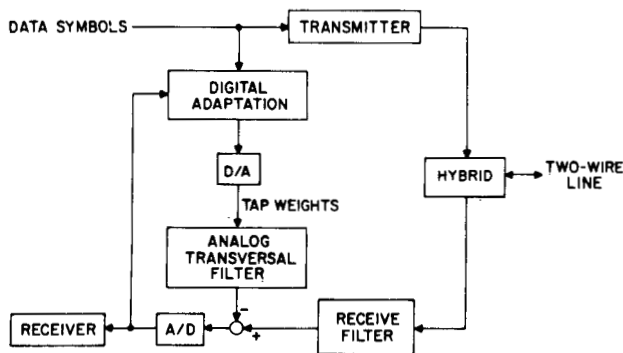 DATA SYMBOLS
TRANSMITTER
DIGITAL
ADAPTATION
D/A
HYBRID
TWO-WIRE
LINE
TAP WEIGHTS
ANALOG
TRANSVERSAL
FILTER
-
+
RECEIVER
A/D
RECEIVE
FILTER